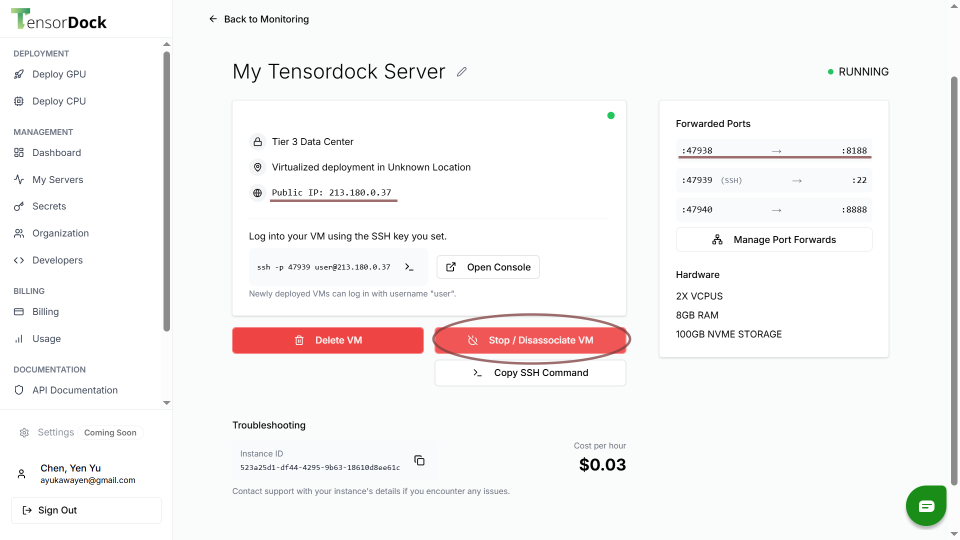 TensorDock
DEPLOYMENT
Deploy GPU
Deploy CPU
MANAGEMENT
Dashboard
My Servers
Secrets
Organization
Developers
BILLING
Billing
Usage
DOCUMENTATION
API Documentation
Settings Coming Soon
Chen, Yen Yu
ayukawayen@gmail.com
Sign Out
← Back to Monitoring
My Tensordock Server
RUNNING
Tier 3 Data Center
Virtualized deployment in Unknown Location
Public IP: 213.180.0.37
Log into your VM using the SSH key you set.
ssh -p 47939 user@213.180.0.37
Open Console
Newly deployed VMs can log in with username "user".
Delete VM
Stop / Disassociate VM
Copy SSH Command
Forwarded Ports
:47938 → :8188
:47939 (SSH) → :22
:47940 → :8888
Manage Port Forwards
Hardware
2X VCPUS
8GB RAM
100GB NVME STORAGE
Troubleshooting
Instance ID
523a25d1-df44-4295-9b63-18610d8ee61c
Cost per hour
$0.03
Contact support with your instance's details if you encounter any issues.